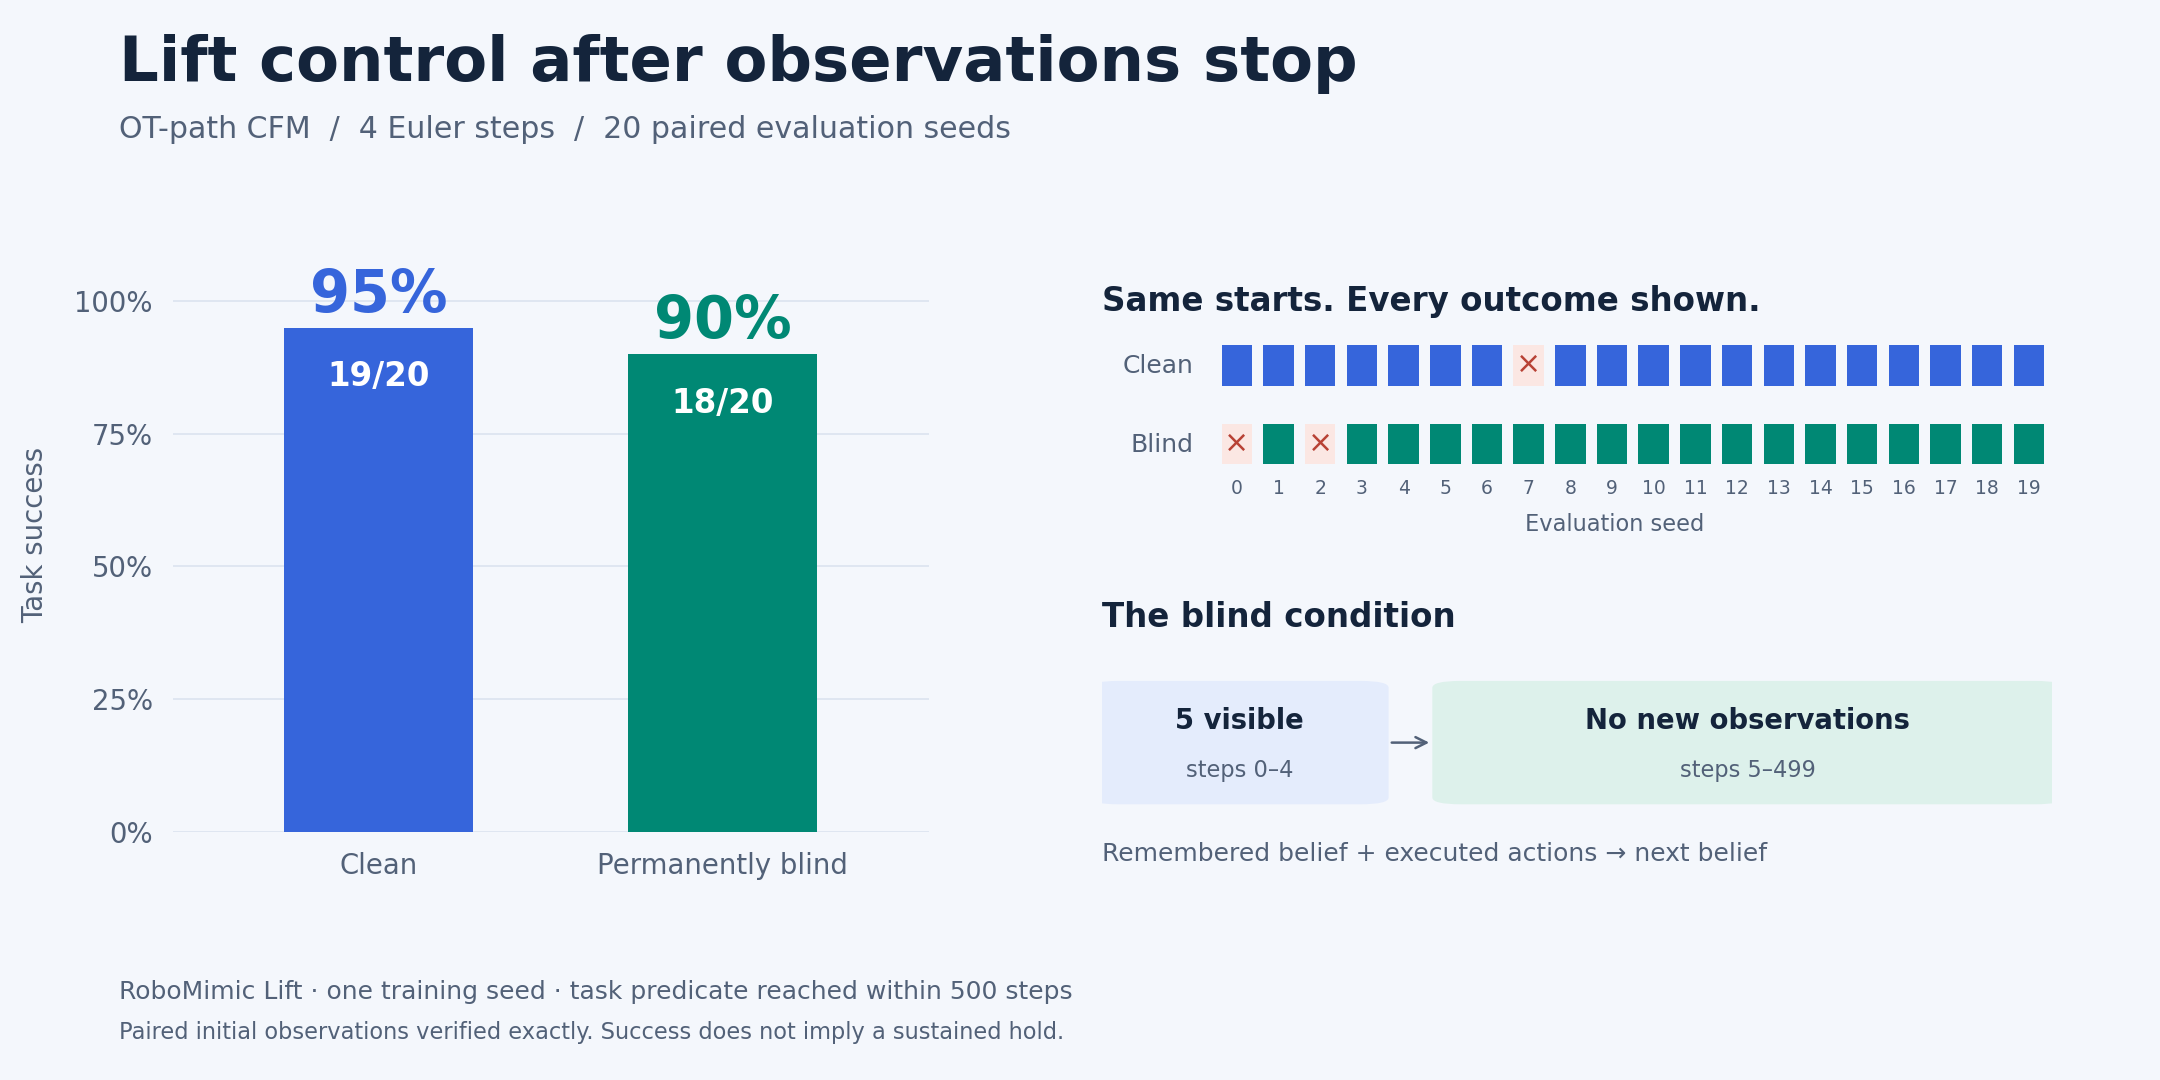 Lift control after observations stop
OT-path CFM / 4 Euler steps / 20 paired evaluation seeds
Task success
100%
75%
50%
25%
0%
95%
19/20
90%
18/20
Clean
Permanently blind
Same starts. Every outcome shown.
Clean
×
Blind
× ×
0 1 2 3 4 5 6 7 8 9 10 11 12 13 14 15 16 17 18 19
Evaluation seed
The blind condition
5 visible
steps 0–4
→
No new observations
steps 5–499
Remembered belief + executed actions → next belief
RoboMimic Lift · one training seed · task predicate reached within 500 steps
Paired initial observations verified exactly. Success does not imply a sustained hold.